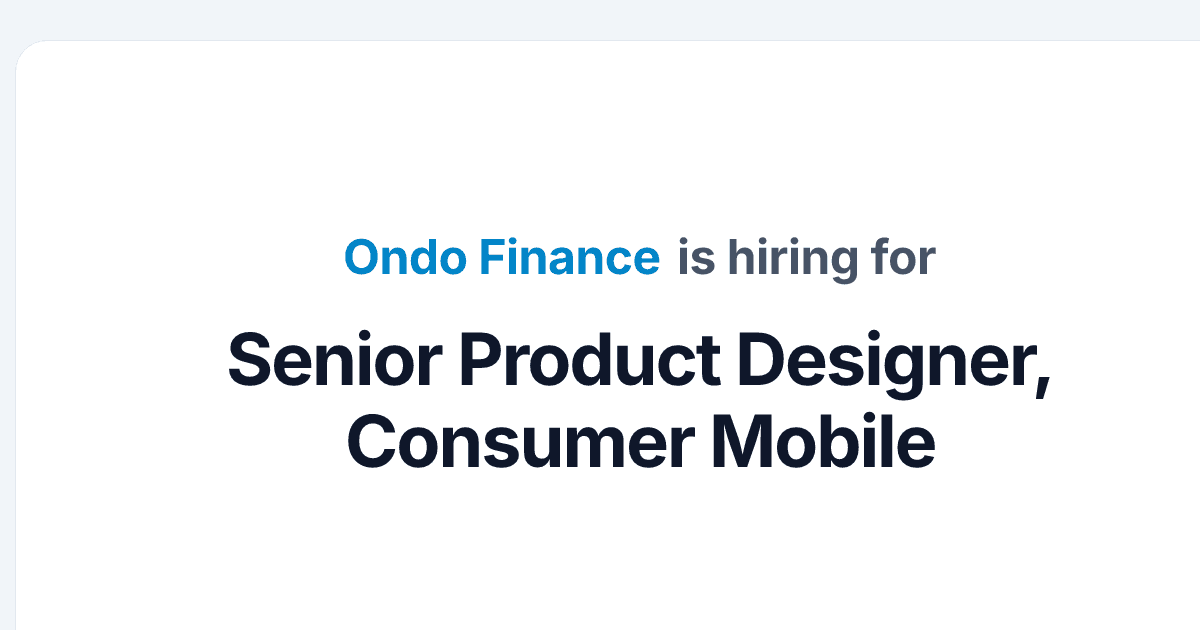 Ondo Finance is hiring for
Senior Product Designer,
Consumer Mobile